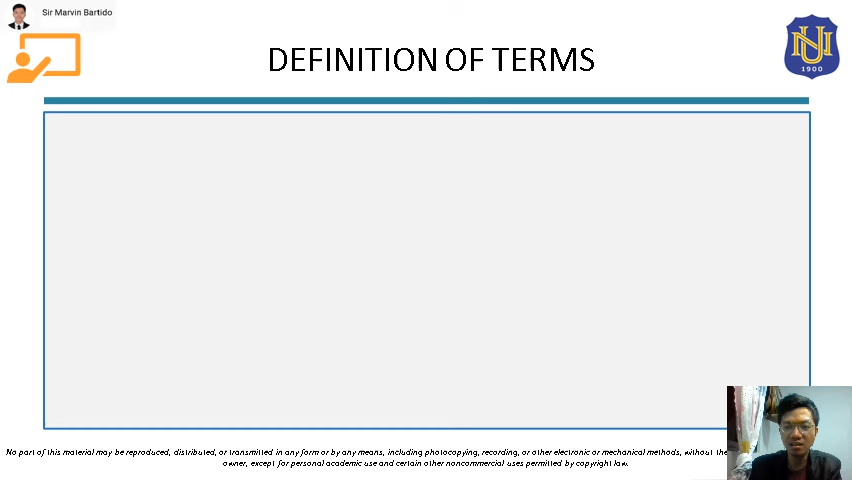 Sir Marvin Bartido
DEFINITION OF TERMS
NU
1900
No part of this material may be reproduced, distributed, or transmitted in any form or by any means, including photocopying, recording, or other electronic or mechanical methods, without the
owner, except for personal academic use and certain other noncommercial uses permitted by copyright law.